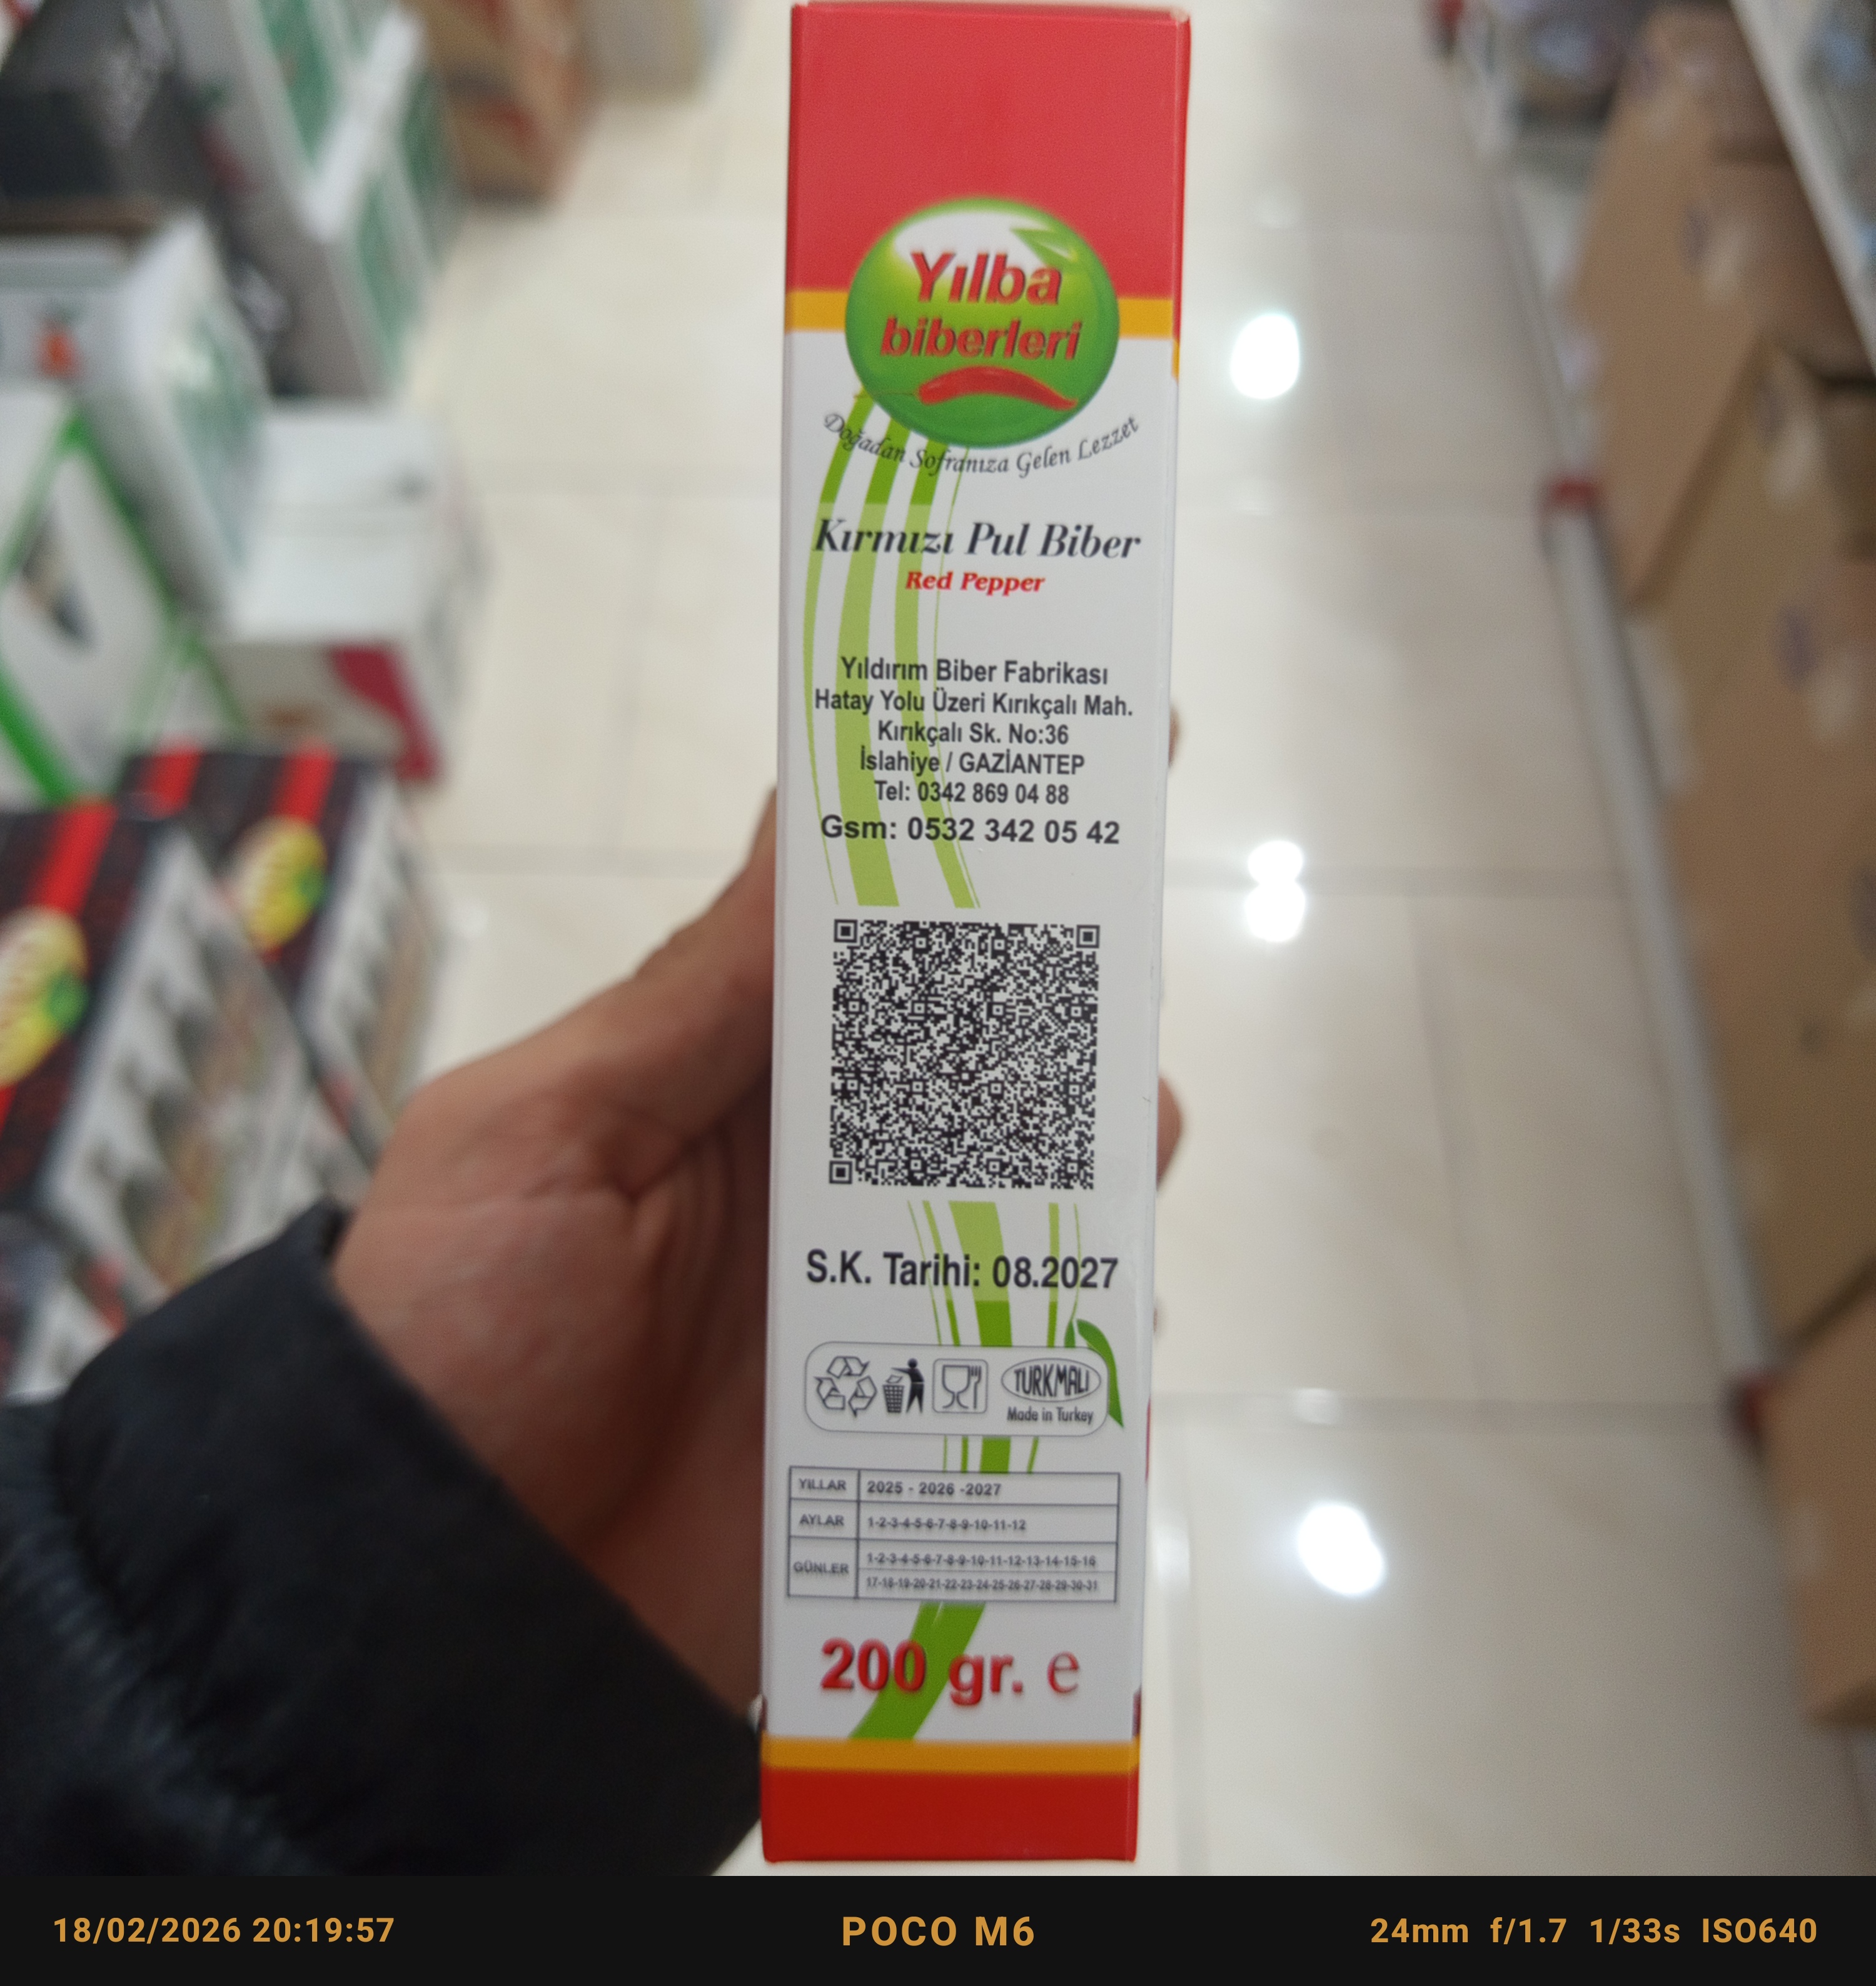 Yılba
biberleri
Doğadan Sofranıza Gelen Lezzet
Kırmızı Pul Biber
Red Pepper
Yıldırım Biber Fabrikası
Hatay Yolu Üzeri Kırıkçalı Mah.
Kırıkçalı Sk. No:36
İslahiye / GAZİANTEP
Tel: 0342 869 04 88
Gsm: 0532 342 05 42
S.K. Tarihi: 08.2027
TÜRKMALI
Made in Turkey
YILLAR 2025 - 2026 -2027
AYLAR 1-2-3-4-5-6-7-8-9-10-11-12
GÜNLER 1-2-3-4-5-6-7-8-9-10-11-12-13-14-15-16
17-18-19-20-21-22-23-24-25-26-27-28-29-30-31
200 gr. e
18/02/2026 20:19:57 POCO M6 24mm f/1.7 1/33s ISO640